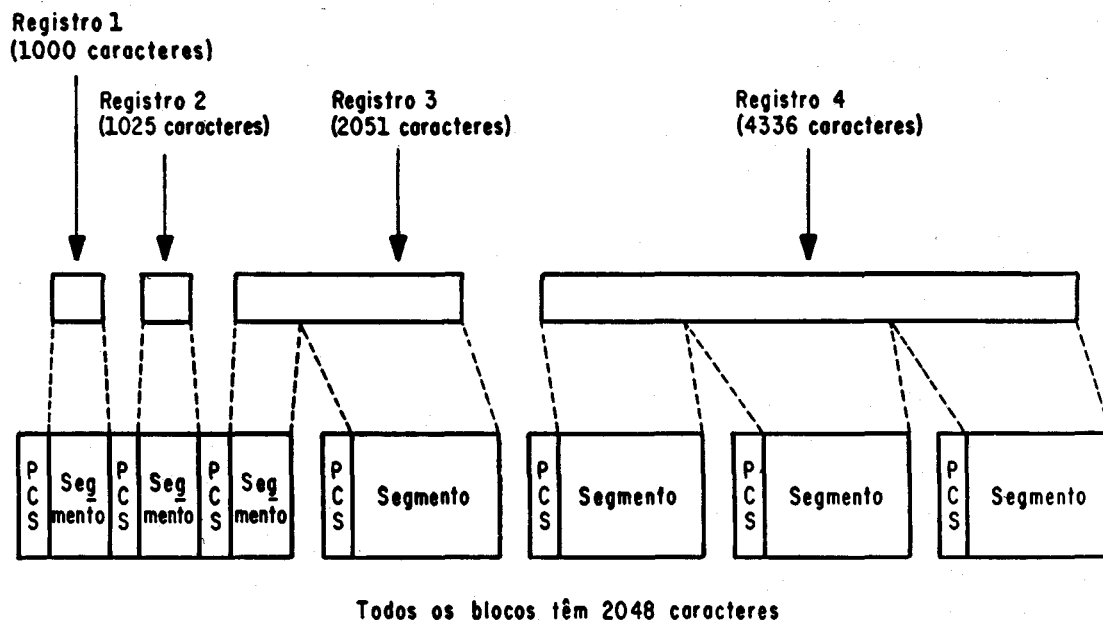 Registro 1
(1000 caracteres)
Registro 2
(1025 caracteres)
Registro 3
(2051 caracteres)
Registro 4
(4336 caracteres)
P
C
S
Seg
mento
P
C
S
Seg
mento
P
C
S
Seg
mento
P
C
S
Segmento
P
C
S
Segmento
P
C
S
Segmento
P
C
S
Segmento
Todos os blocos têm 2048 caracteres